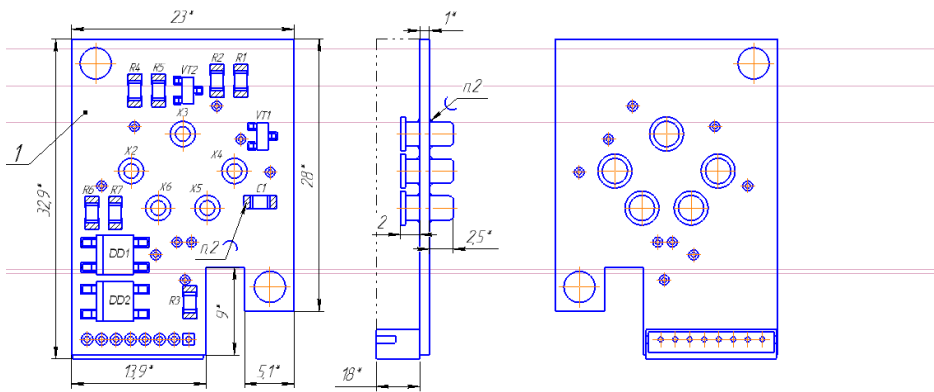 23*
1*
R4
R5
VT2
R2
R1
п.2
X3
VT1
1
X2
X4
32,9*
28*
R6
R7
X6
X5
C1
2
2,5*
п.2
DD1
DD2
R3
9*
13,9*
5,1*
18*